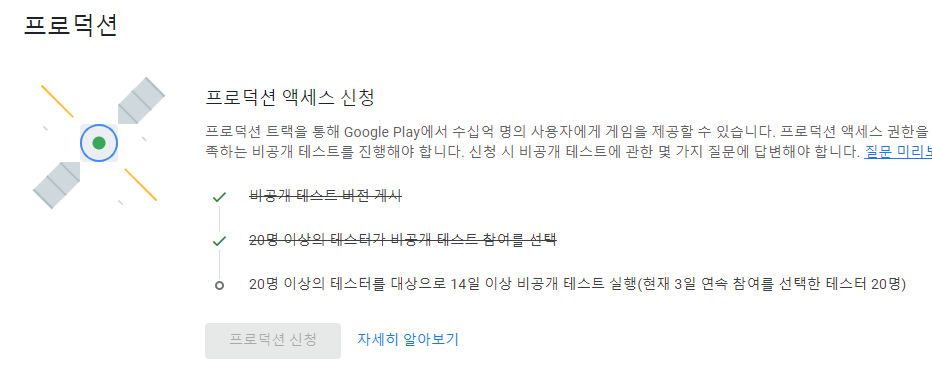 프로덕션
프로덕션 액세스 신청
프로덕션 트랙을 통해 Google Play에서 수십억 명의 사용자에게 게임을 제공할 수 있습니다. 프로덕션 액세스 권한을
족하는 비공개 테스트를 진행해야 합니다. 신청 시 비공개 테스트에 관한 몇 가지 질문에 답변해야 합니다. 질문 미리보
비공개 테스트 버전 게시
20명 이상의 테스터가 비공개 테스트 참여를 선택
20명 이상의 테스터를 대상으로 14일 이상 비공개 테스트 실행(현재 3일 연속 참여를 선택한 테스터 20명)
프로덕션 신청 자세히 알아보기